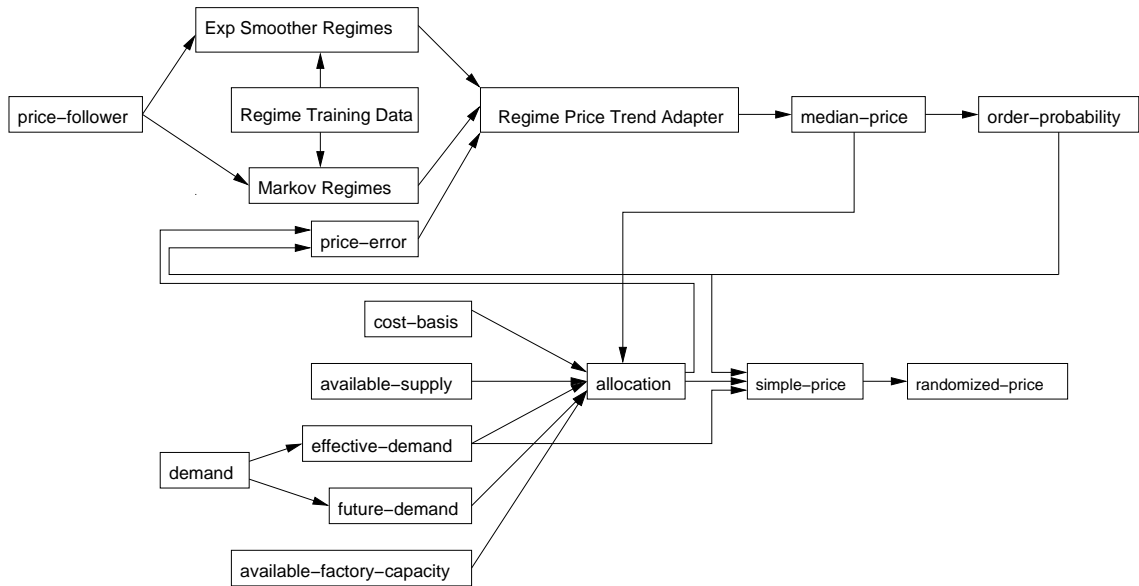 Exp Smoother Regimes
price−follower
Regime Training Data
Regime Price Trend Adapter
median−price
order−probability
Markov Regimes
price−error
cost−basis
available−supply
allocation
simple−price
randomized−price
effective−demand
demand
future−demand
available−factory−capacity